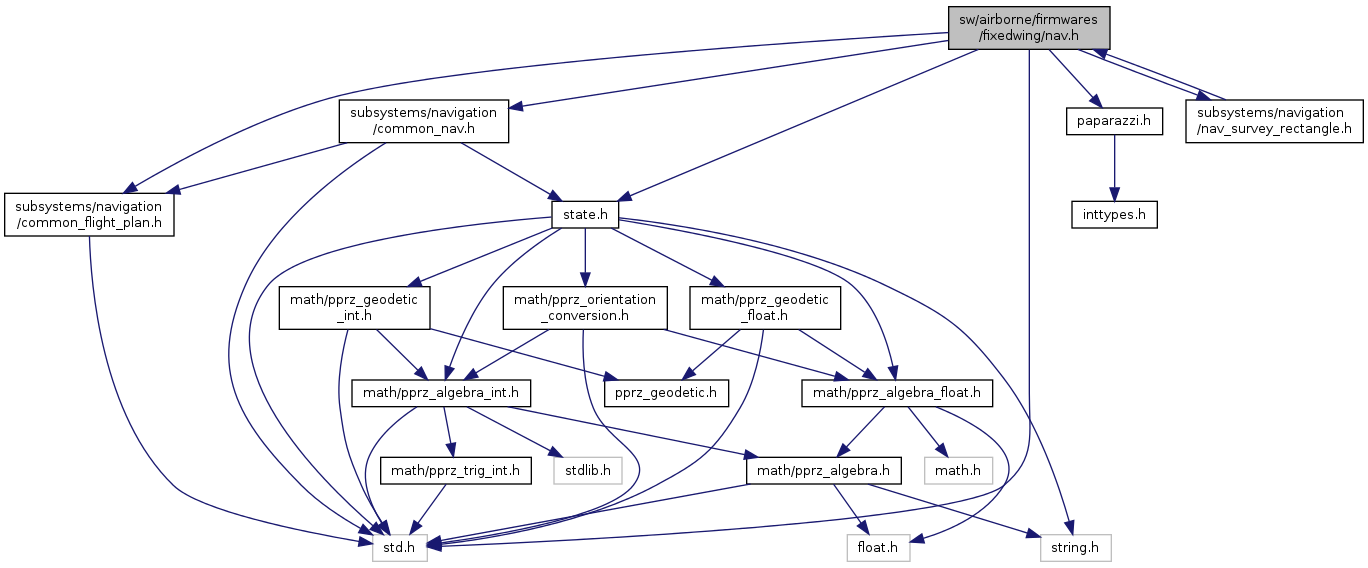 sw/airborne/firmwares
/fixedwing/nav.h
subsystems/navigation
/common_nav.h
paparazzi.h
subsystems/navigation
/nav_survey_rectangle.h
subsystems/navigation
/common_flight_plan.h
state.h
inttypes.h
math/pprz_geodetic
_int.h
math/pprz_orientation
_conversion.h
math/pprz_geodetic
_float.h
math/pprz_algebra_int.h
pprz_geodetic.h
math/pprz_algebra_float.h
math/pprz_trig_int.h
stdlib.h
math/pprz_algebra.h
math.h
std.h
float.h
string.h